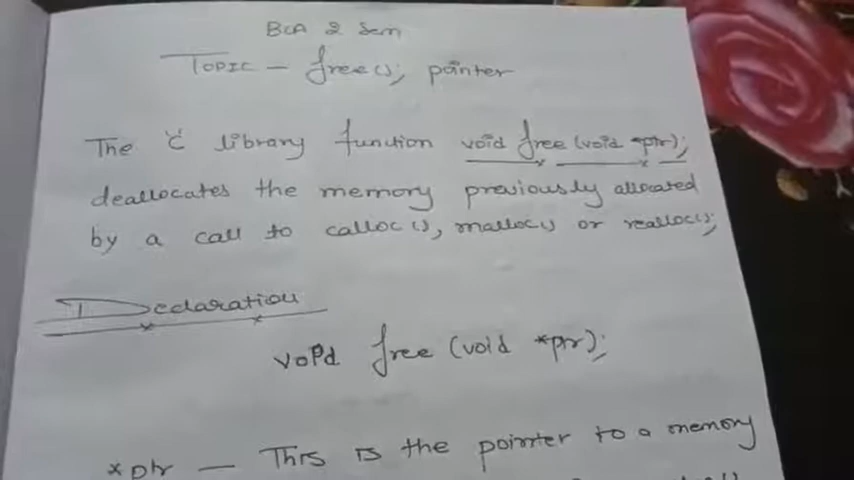 BCA 2 Sem
TOPIC - free(); pointer
The 'C' library function void free (void *ptr);
deallocates the memory previously allocated
by a call to calloc(), malloc() or realloc();
Declaration
void free (void *ptr);
*ptr — This is the pointer to a memory